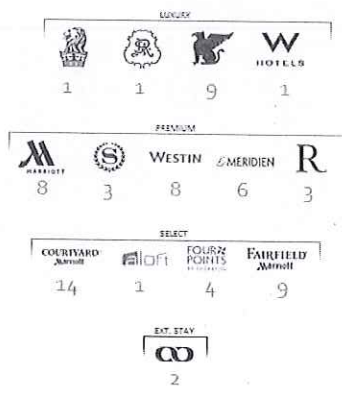 LUXURY
R
W
HOTELS
1 1 9 1
PREMIUM
M
MARRIOTT
S
WESTIN
LE MERIDIEN
R
8 3 8 6 3
SELECT
COURTYARD
Marriott
aloft
FOUR
POINTS
FAIRFIELD
Marriott
14 1 4 9
EXT. STAY
2